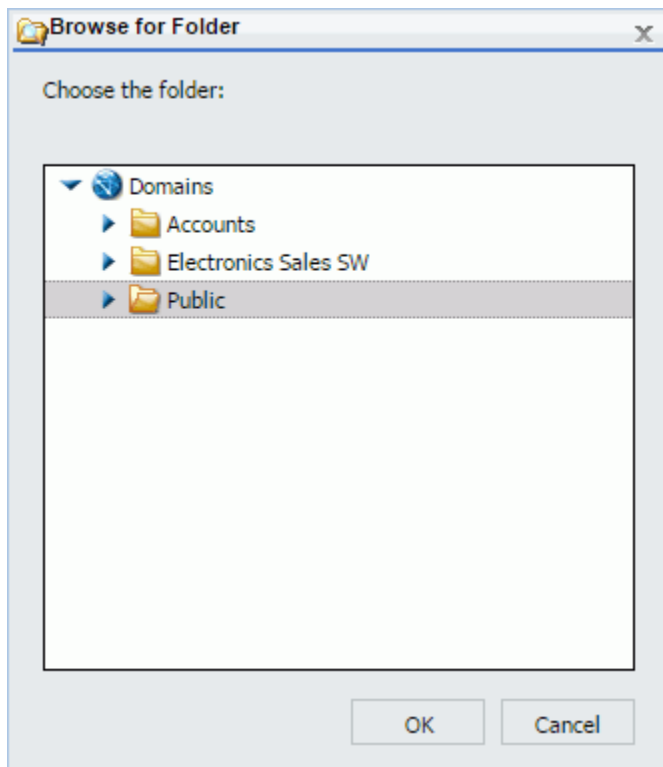 Browse for Folder
Choose the folder:
Domains
Accounts
Electronics Sales SW
Public
OK Cancel